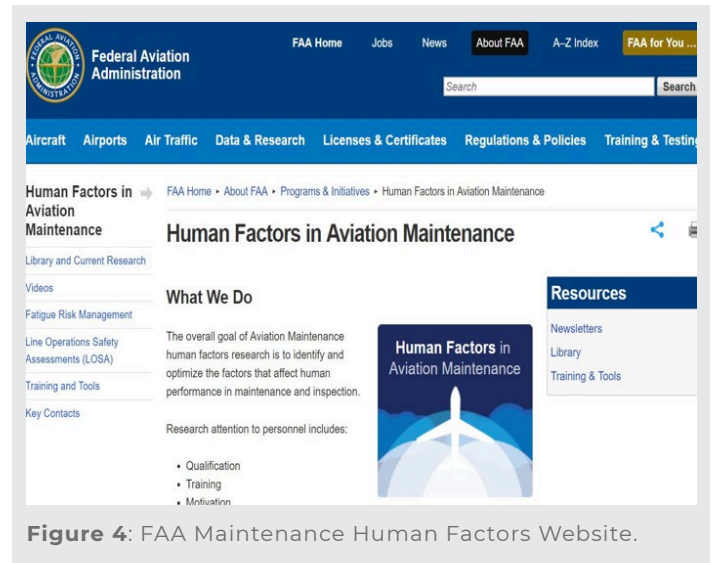 Federal Aviation
Administration
FAA Home Jobs News About FAA A–Z Index FAA for You ...
Search Search
Aircraft Airports Air Traffic Data & Research Licenses & Certificates Regulations & Policies Training & Testing
Human Factors in
Aviation
Maintenance
Library and Current Research
Videos
Fatigue Risk Management
Line Operations Safety
Assessments (LOSA)
Training and Tools
Key Contacts
FAA Home ▸ About FAA ▸ Programs & Initiatives ▸ Human Factors in Aviation Maintenance
Human Factors in Aviation Maintenance
What We Do
The overall goal of Aviation Maintenance
human factors research is to identify and
optimize the factors that affect human
performance in maintenance and inspection.
Research attention to personnel includes:
• Qualification
• Training
• Motivation
Human Factors in
Aviation Maintenance
Resources
Newsletters
Library
Training & Tools
Figure 4: FAA Maintenance Human Factors Website.